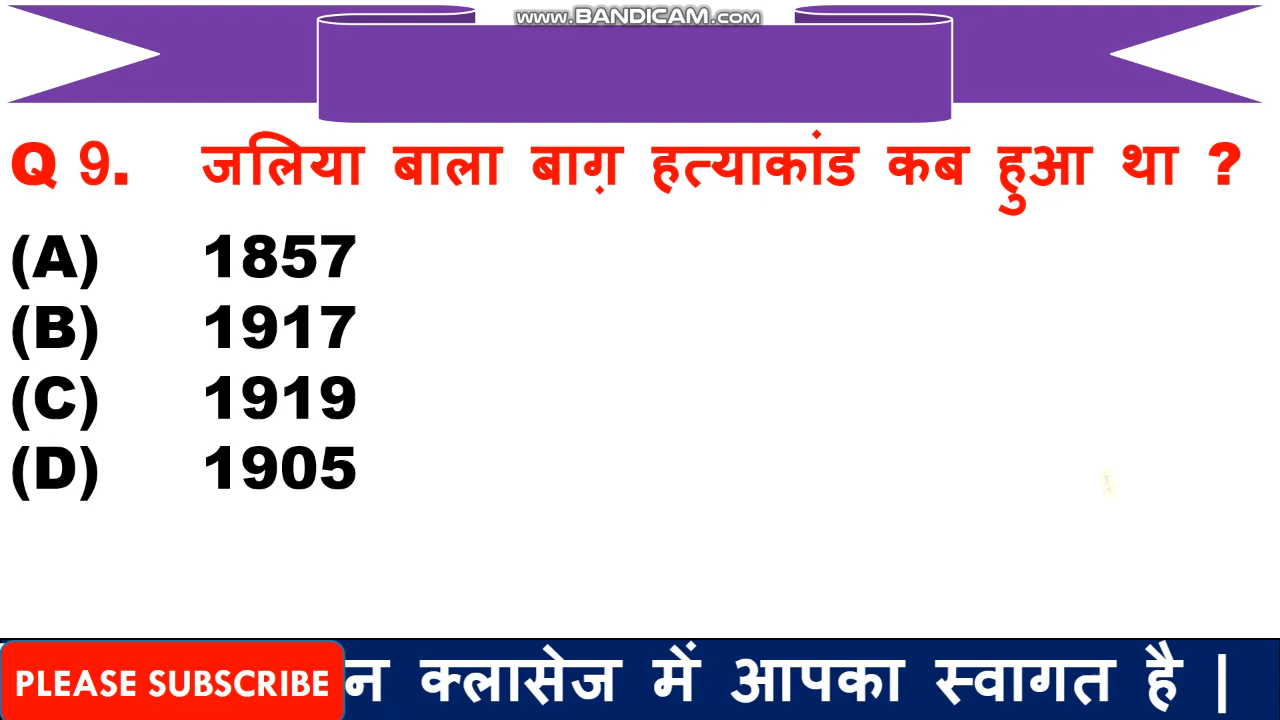 www.BANDICAM.com
Q 9. जलिया बाला बाग़ हत्याकांड कब हुआ था ?
(A) 1857
(B) 1917
(C) 1919
(D) 1905
PLEASE SUBSCRIBE न क्लासेज में आपका स्वागत है |